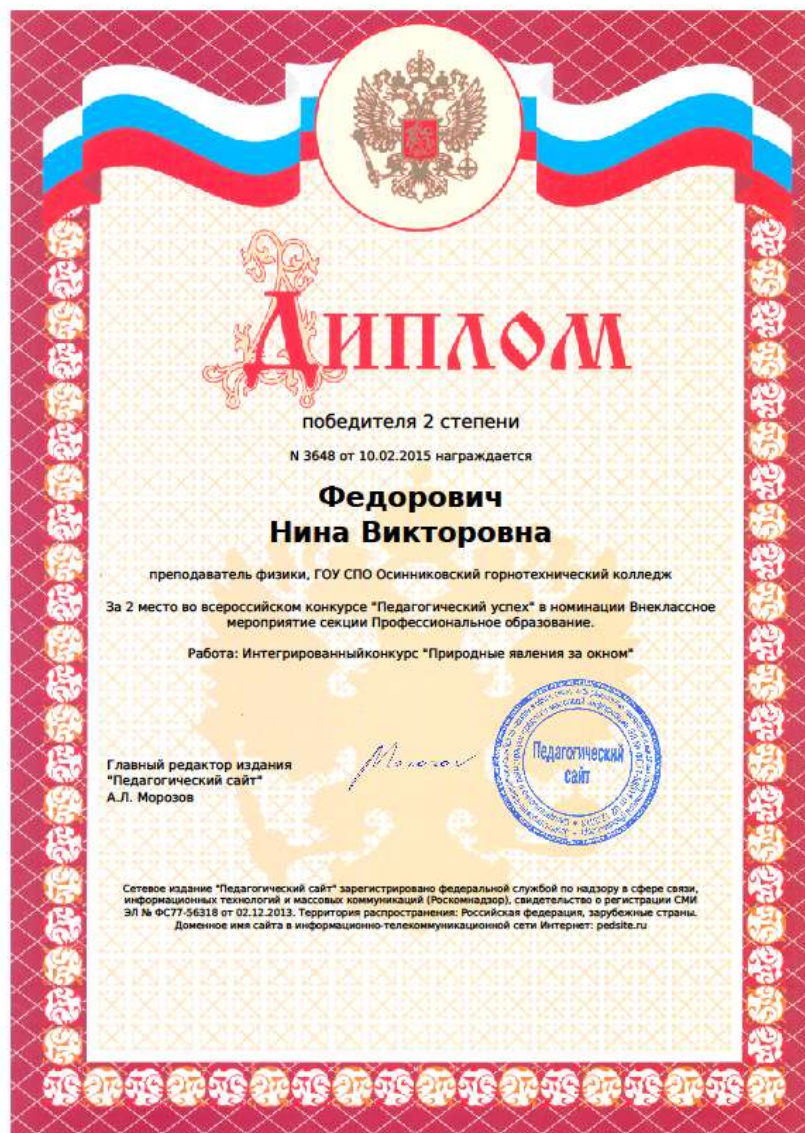 Диплом
победителя 2 степени
N 3648 от 10.02.2015 награждается
Федорович
Нина Викторовна
преподаватель физики, ГОУ СПО Осинниковский горнотехнический колледж
За 2 место во всероссийском конкурсе "Педагогический успех" в номинации Внеклассное
мероприятие секции Профессиональное образование.
Работа: Интегрированныйконкурс "Природные явления за окном"
Главный редактор издания
"Педагогический сайт"
А.Л. Морозов
Педагогический
сайт
Сетевое издание "Педагогический сайт" зарегистрировано федеральной службой по надзору в сфере связи,
информационных технологий и массовых коммуникаций (Роскомнадзор), свидетельство о регистрации СМИ
ЭЛ № ФС77-56318 от 02.12.2013. Территория распространения: Российская федерация, зарубежные страны.
Доменное имя сайта в информационно-телекоммуникационной сети Интернет: pedsite.ru